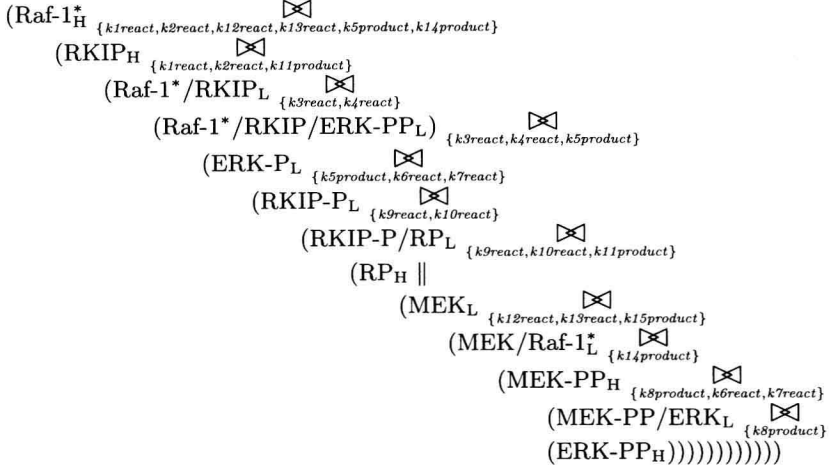 (Raf-1*H ⋈ {k1react,k2react,k12react,k13react,k5product,k14product}
(RKIPH ⋈ {k1react,k2react,k11product}
(Raf-1*/RKIPL ⋈ {k3react,k4react}
(Raf-1*/RKIP/ERK-PPL) ⋈ {k3react,k4react,k5product}
(ERK-PL ⋈ {k5product,k6react,k7react}
(RKIP-PL ⋈ {k9react,k10react}
(RKIP-P/RPL ⋈ {k9react,k10react,k11product}
(RPH ∥
(MEKL ⋈ {k12react,k13react,k15product}
(MEK/Raf-1*L ⋈ {k14product}
(MEK-PPH ⋈ {k8product,k6react,k7react}
(MEK-PP/ERKL ⋈ {k8product}
(ERK-PPH))))))))))))